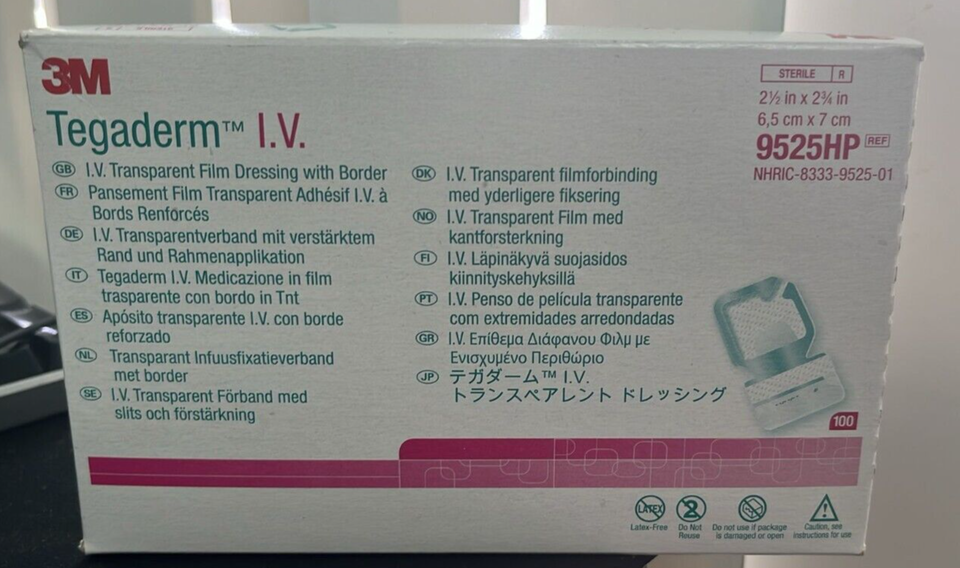 3M
Tegaderm™ I.V.
GB I.V. Transparent Film Dressing with Border
FR Pansement Film Transparent Adhésif I.V. à
Bords Renforcés
DE I.V. Transparentverband mit verstärktem
Rand und Rahmenapplikation
IT Tegaderm I.V. Medicazione in film
trasparente con bordo in Tnt
ES Apósito transparente I.V. con borde
reforzado
NL Transparant Infuusfixatieverband
met border
SE I.V. Transparent Förband med
slits och förstärkning
DK I.V. Transparent filmforbinding
med yderligere fiksering
NO I.V. Transparent Film med
kantforsterkning
FI I.V. Läpinäkyvä suojasidos
kiinnityskehyksillä
PT I.V. Penso de película transparente
com extremidades arredondadas
GR I.V. Επίθεμα Διάφανου Φιλμ με
Ενισχυμένο Περιθώριο
JP テガダーム™ I.V.
トランスペアレント ドレッシング
STERILE R
2½ in x 2¾ in
6,5 cm x 7 cm
9525HP REF
NHRIC-8333-9525-01
100
LATEX
Latex-Free
2
Do Not
Reuse
Do not use if package
is damaged or open
Caution, see
instructions for use